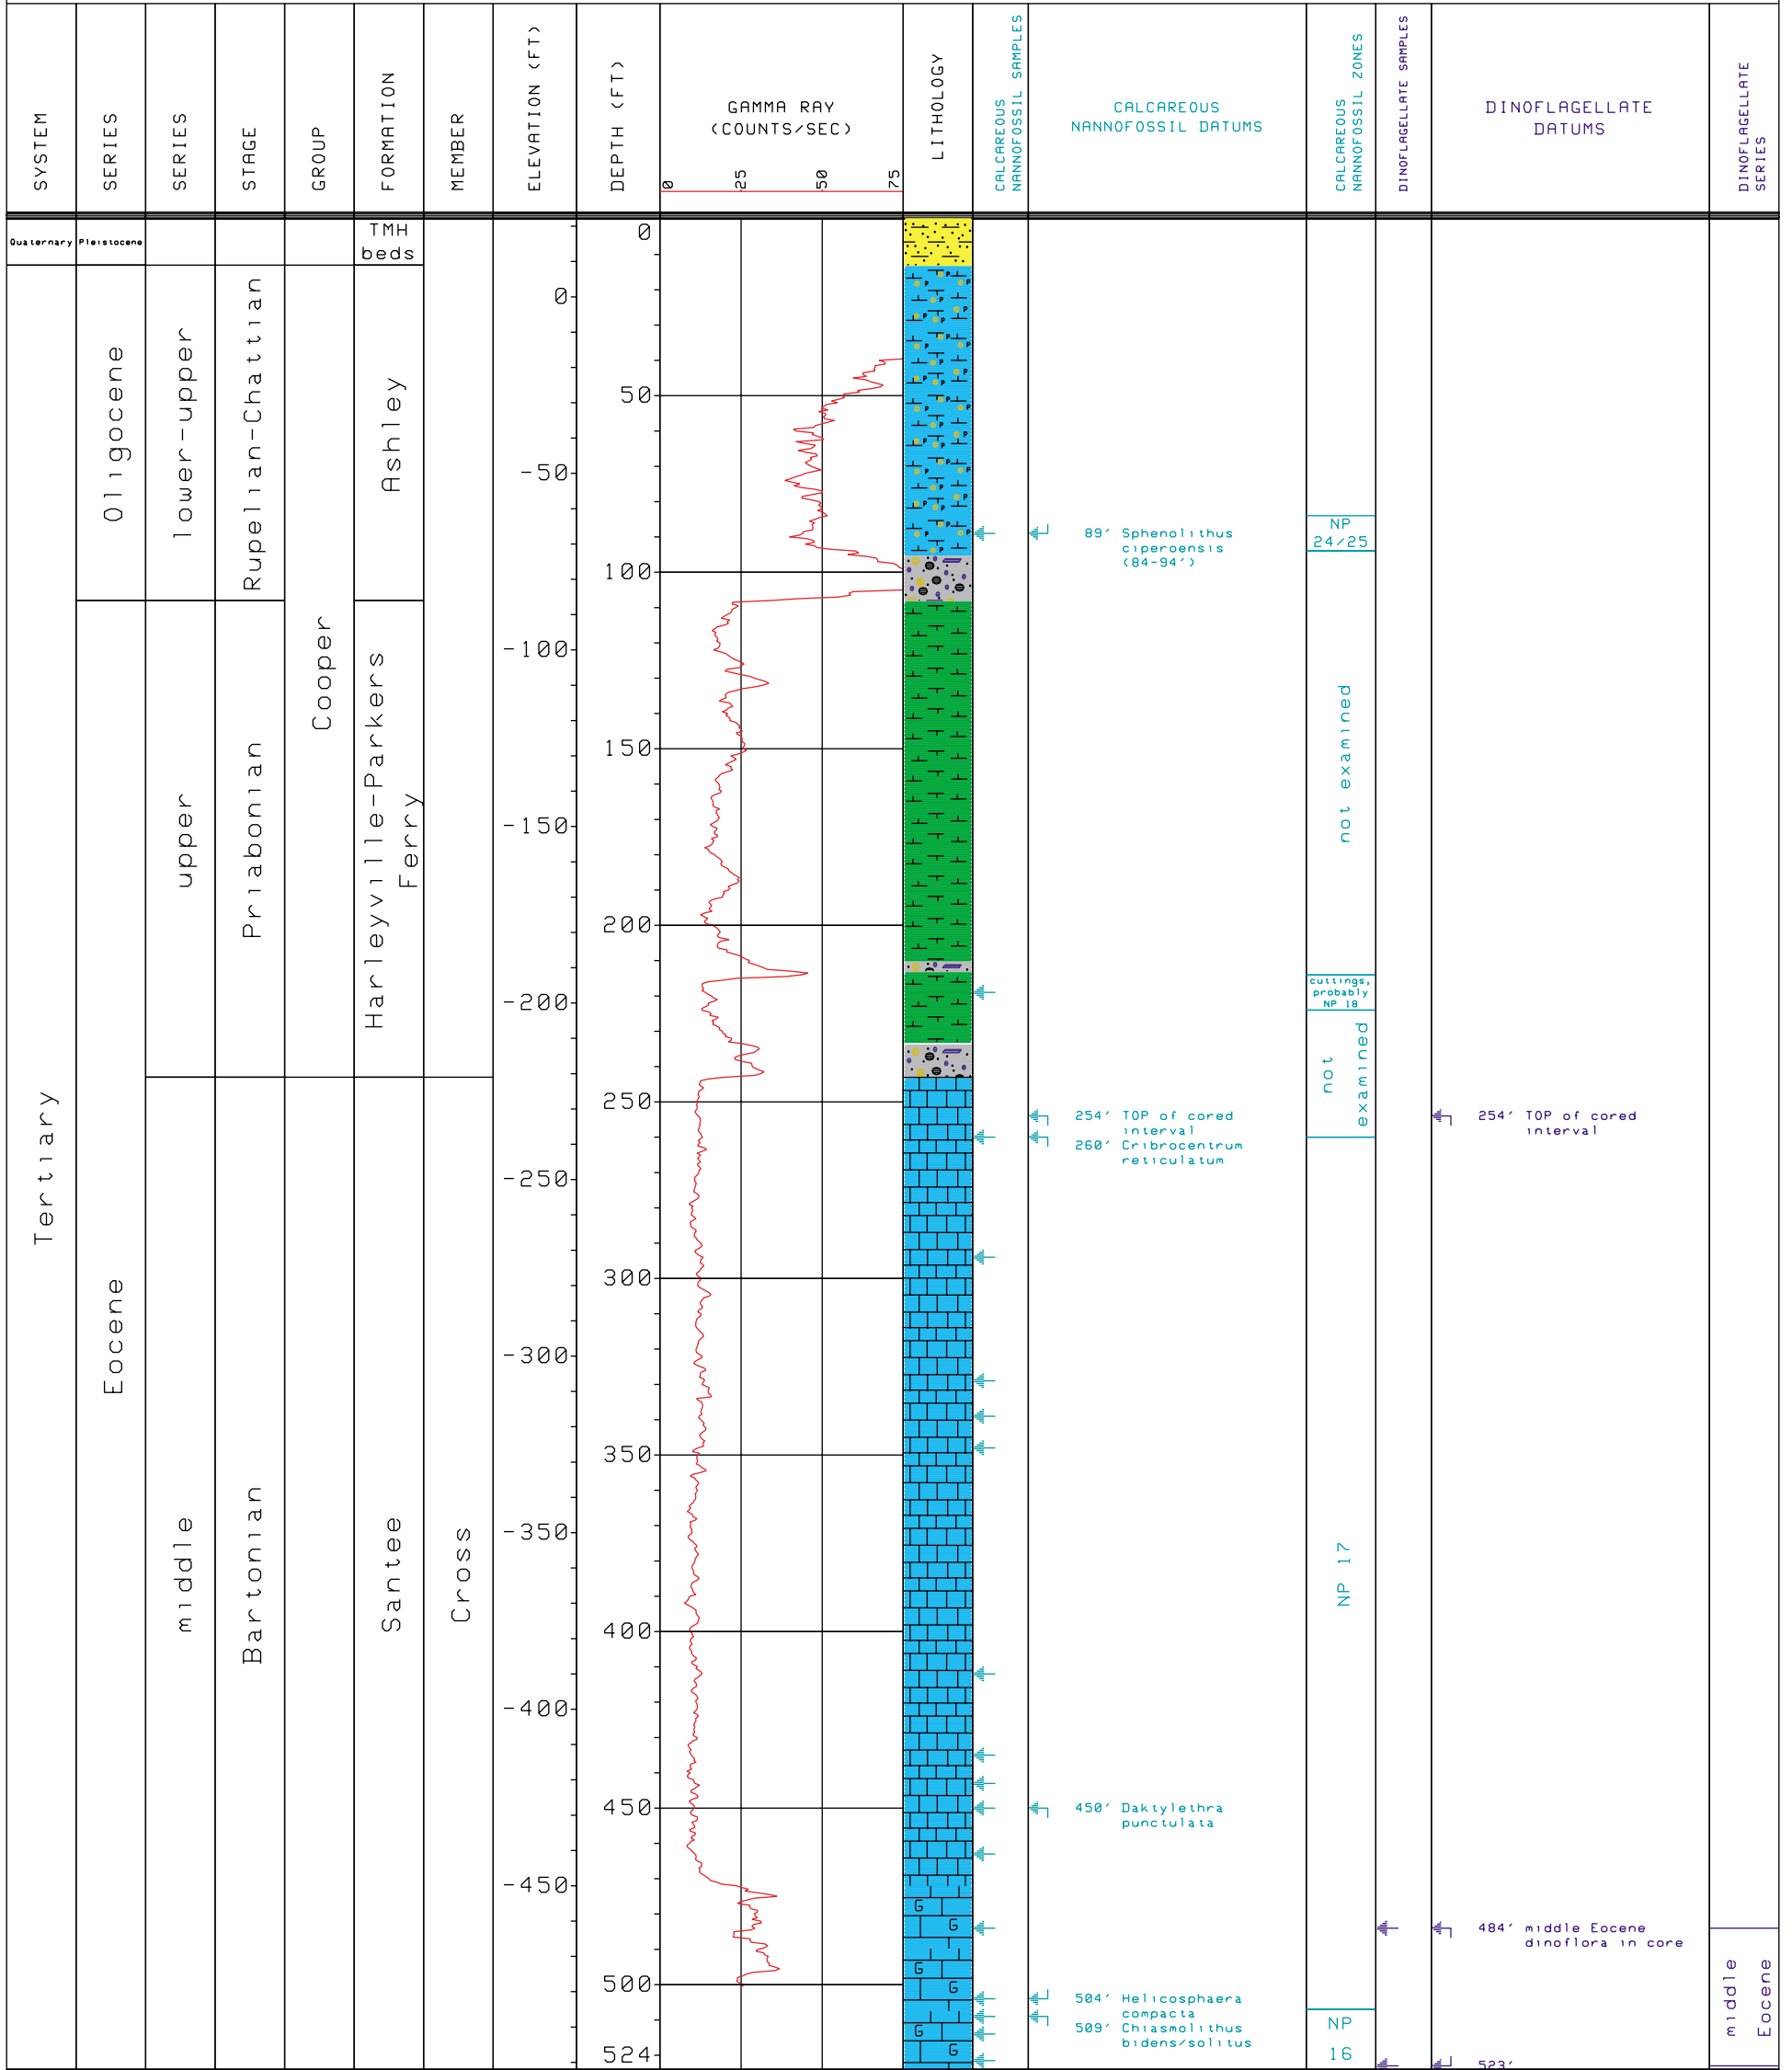 SYSTEM
SERIES
SERIES
STAGE
GROUP
FORMATION
MEMBER
ELEVATION (FT)
DEPTH (FT)
GAMMA RAY
(COUNTS/SEC)
0
25
50
75
LITHOLOGY
CALCAREOUS
NANNOFOSSIL SAMPLES
CALCAREOUS
NANNOFOSSIL DATUMS
CALCAREOUS
NANNOFOSSIL ZONES
DINOFLAGELLATE SAMPLES
DINOFLAGELLATE
DATUMS
DINOFLAGELLATE
SERIES
Quaternary
Tertiary
Pleistocene
Oligocene
Eocene
lower-upper
upper
middle
Rupelian-Chattian
Priabonian
Bartonian
Cooper
TMH
beds
Ashley
Harleyville-Parkers
Ferry
Santee
Cross
0
-50
-100
-150
-200
-250
-300
-350
-400
-450
0
50
100
150
200
250
300
350
400
450
500
524
P P
P
P P
P
P
P P
P
P
P P
P
P
P P
P
P
P P
P
P
P P
P
P
P P
P
G
G
G
G
G
G
89′ Sphenolithus
ciperoensis
(84-94′)
254′ TOP of cored
interval
260′ Cribrocentrum
reticulatum
450′ Daktylethra
punctulata
504′ Helicosphaera
compacta
509′ Chiasmolithus
bidens/solitus
NP
24/25
not examined
cuttings,
probably
NP 18
not
examined
NP 17
NP
16
254′ TOP of cored
interval
484′ middle Eocene
dinoflora in core
523′
middle
Eocene